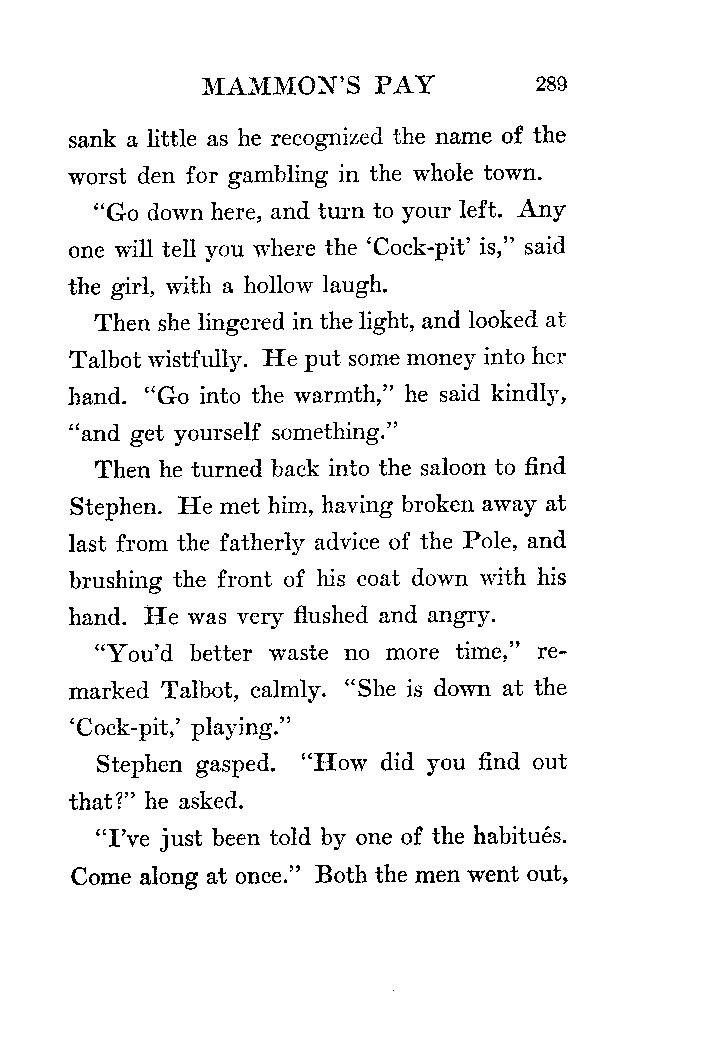 MAMMON'S PAY 289
sank a little as he recognized the name of the
worst den for gambling in the whole town.
"Go down here, and turn to your left. Any
one will tell you where the 'Cock-pit' is," said
the girl, with a hollow laugh.
Then she lingered in the light, and looked at
Talbot wistfully. He put some money into her
hand. "Go into the warmth," he said kindly,
"and get yourself something."
Then he turned back into the saloon to find
Stephen. He met him, having broken away at
last from the fatherly advice of the Pole, and
brushing the front of his coat down with his
hand. He was very flushed and angry.
"You'd better waste no more time," re-
marked Talbot, calmly. "She is down at the
'Cock-pit,' playing."
Stephen gasped. "How did you find out
that?" he asked.
"I've just been told by one of the habitués.
Come along at once." Both the men went out,